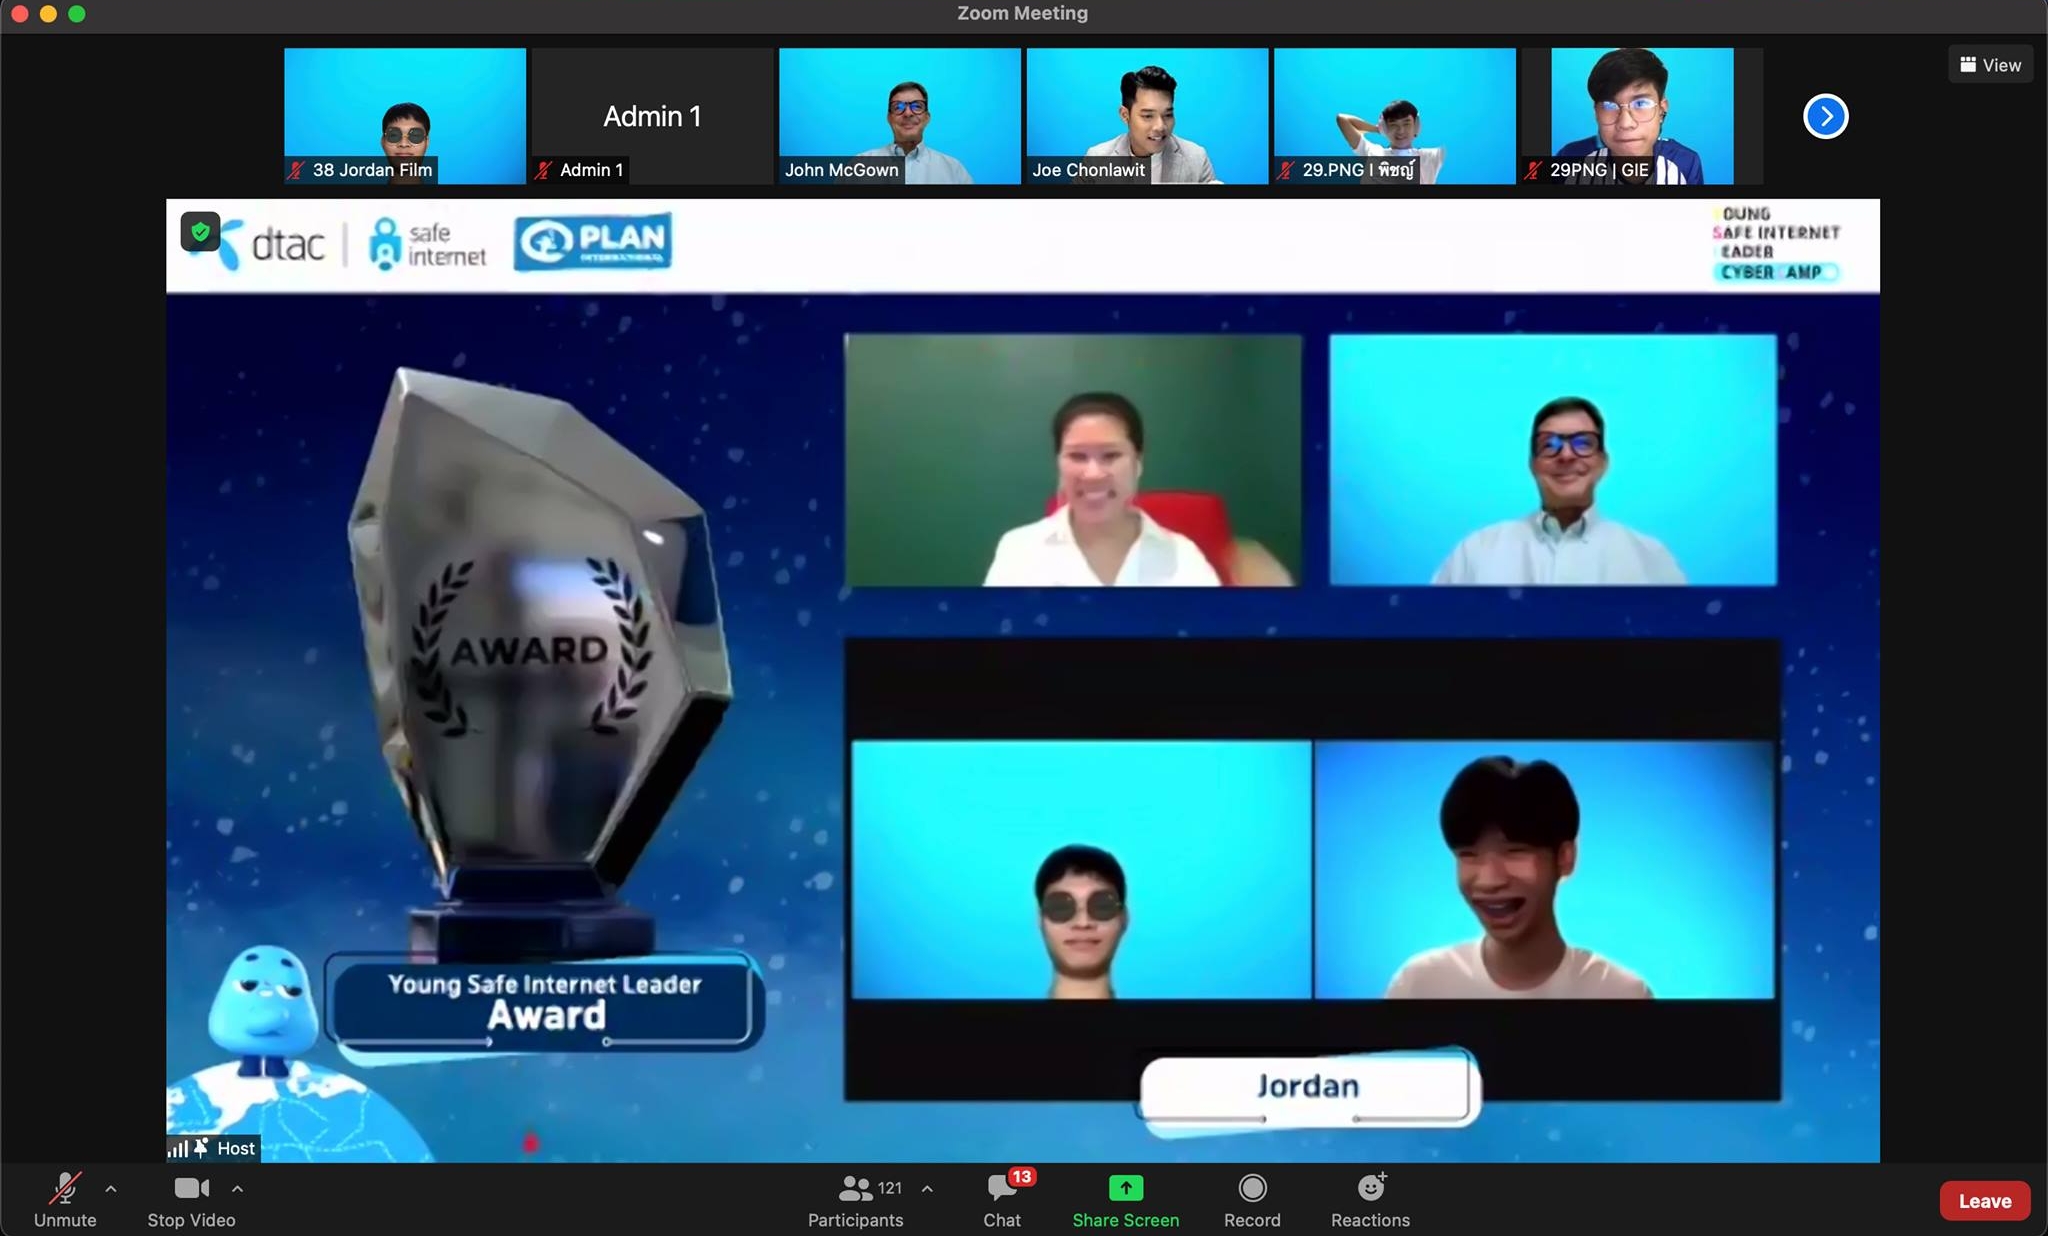 Zoom Meeting
View
Admin 1
38 Jordan Film
Admin 1
John McGown
Joe Chonlawit
29.PNG I พิชญ์
29PNG | GIE
dtac
safe
internet
PLAN
INTERNATIONAL
OUNG
SAFE INTERNET
EADER
CYBER AMP
AWARD
Young Safe Internet Leader
Award
Jordan
Host
Unmute
Stop Video
121
Participants
13
Chat
Share Screen
Record
Reactions
Leave